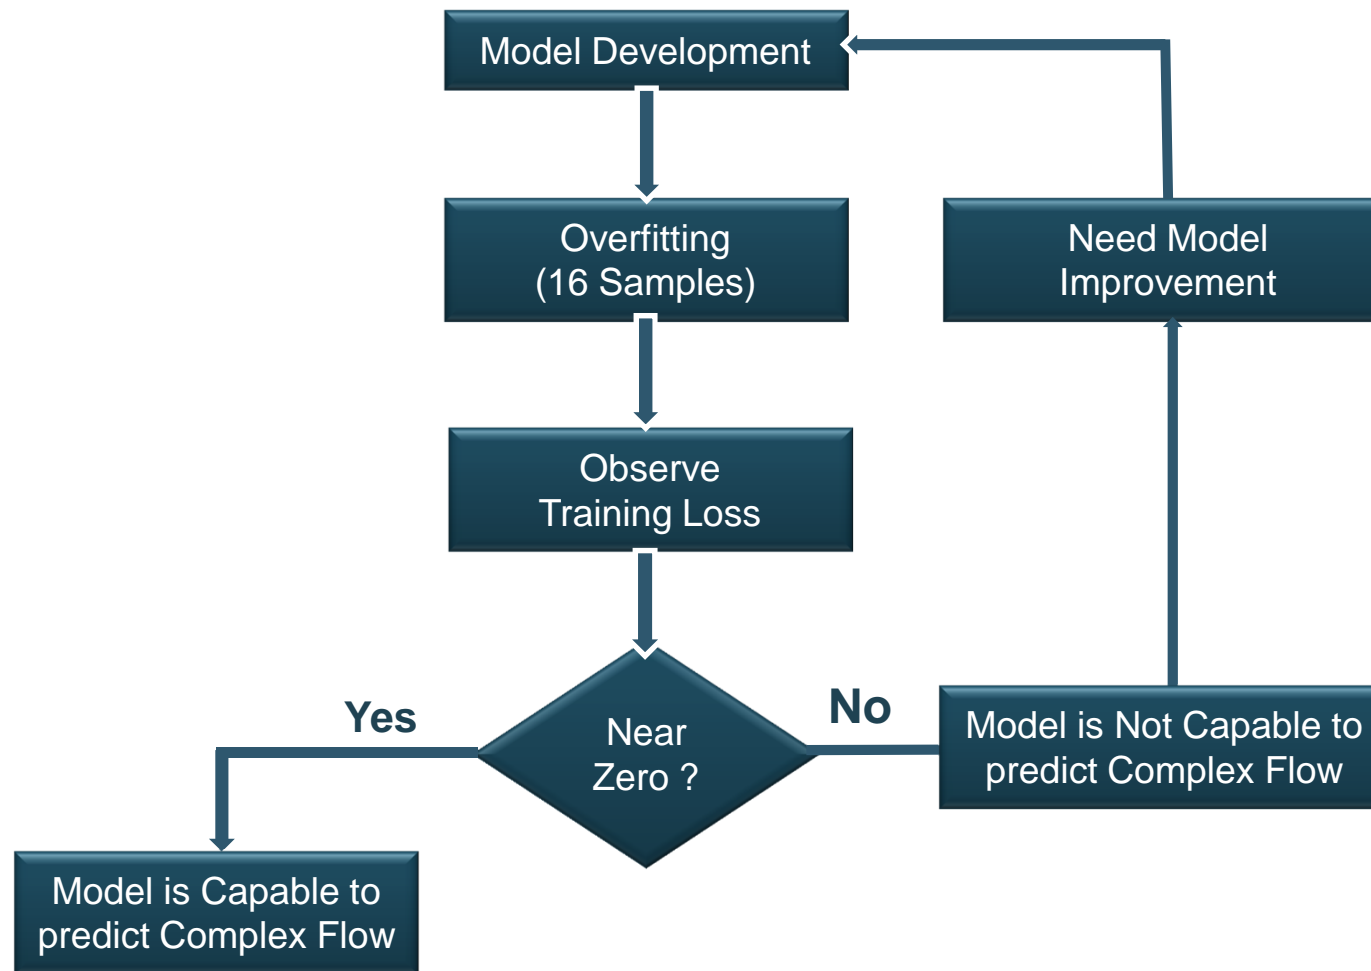 Model Development
Overfitting
(16 Samples)
Need Model
Improvement
Observe
Training Loss
Yes
No
Near
Zero ?
Model is Not Capable to
predict Complex Flow
Model is Capable to
predict Complex Flow